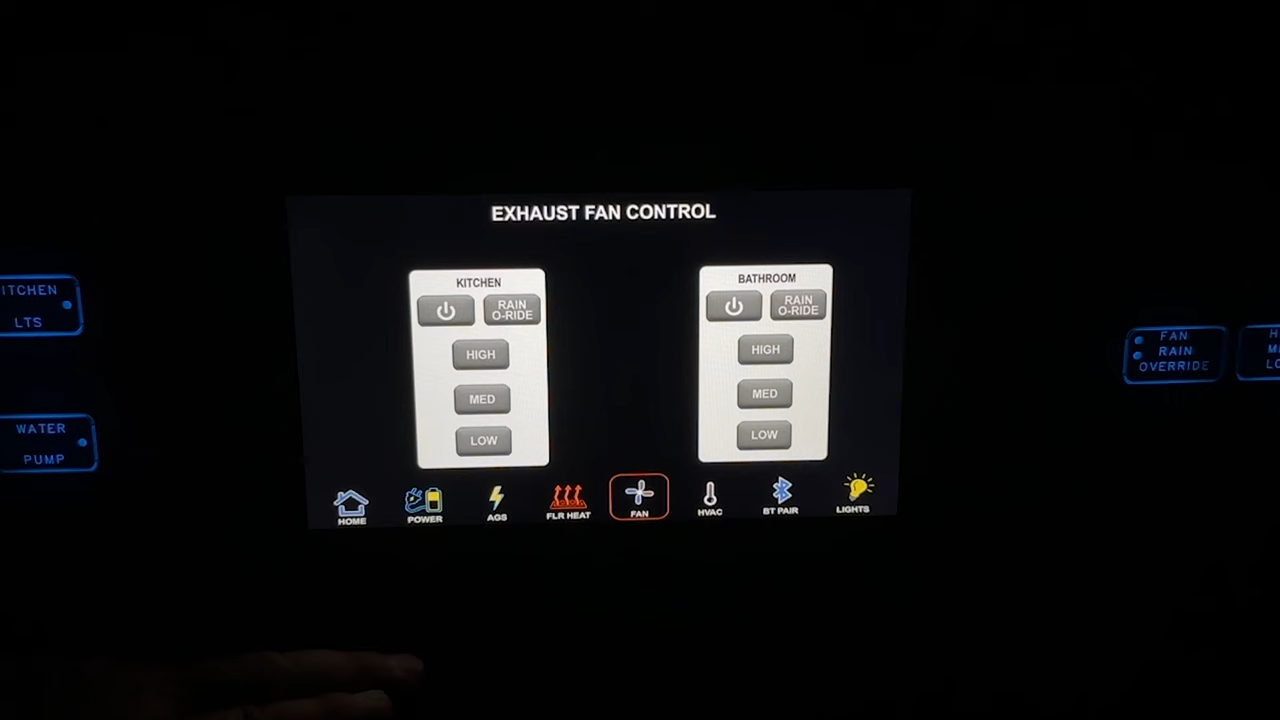 EXHAUST FAN CONTROL
KITCHEN
RAIN
O-RIDE
HIGH
MED
LOW
BATHROOM
RAIN
O-RIDE
HIGH
MED
LOW
HOME
POWER
AGS
FLR HEAT
FAN
HVAC
BT PAIR
LIGHTS
ITCHEN
LTS
WATER
PUMP
FAN
RAIN
OVERRIDE